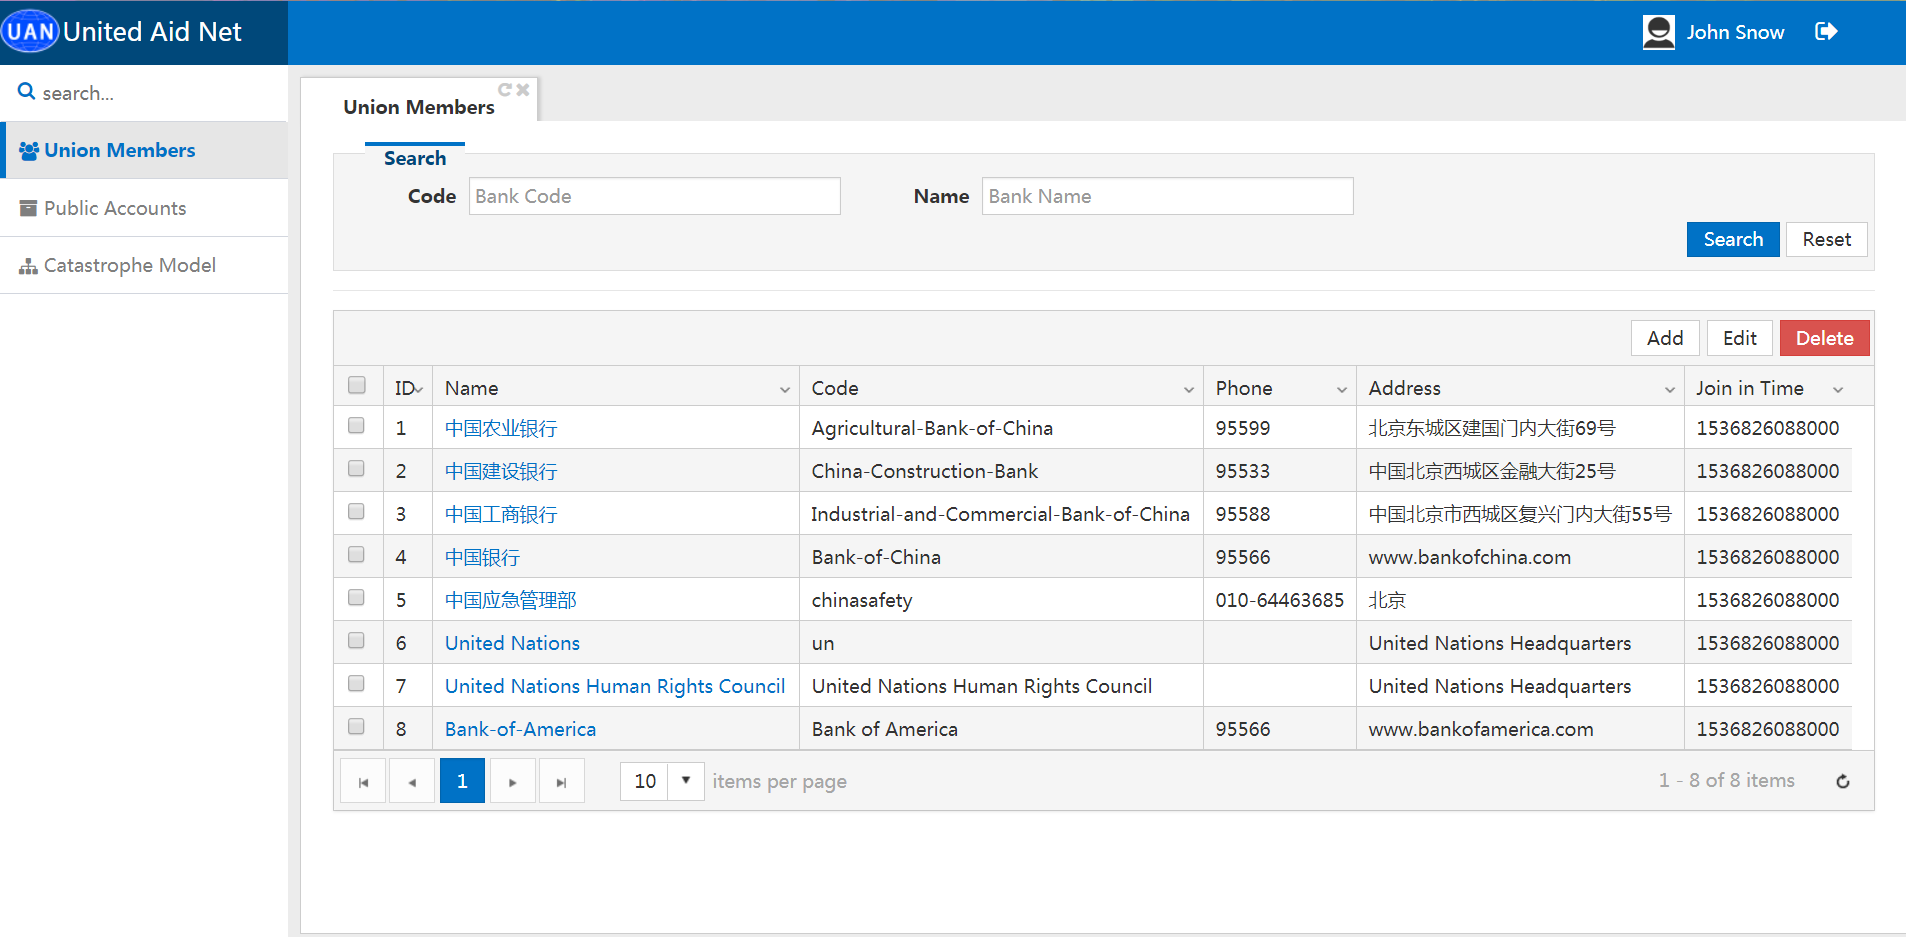 UAN United Aid Net
John Snow
search...
Union Members
Public Accounts
Catastrophe Model
Union Members
Search
Code Bank Code Name Bank Name
Search Reset
Add Edit Delete
ID Name Code Phone Address Join in Time
1 中国农业银行 Agricultural-Bank-of-China 95599 北京东城区建国门内大街69号 1536826088000
2 中国建设银行 China-Construction-Bank 95533 中国北京西城区金融大街25号 1536826088000
3 中国工商银行 Industrial-and-Commercial-Bank-of-China 95588 中国北京市西城区复兴门内大街55号 1536826088000
4 中国银行 Bank-of-China 95566 www.bankofchina.com 1536826088000
5 中国应急管理部 chinasafety 010-64463685 北京 1536826088000
6 United Nations un United Nations Headquarters 1536826088000
7 United Nations Human Rights Council United Nations Human Rights Council United Nations Headquarters 1536826088000
8 Bank-of-America Bank of America 95566 www.bankofamerica.com 1536826088000
1 10 items per page 1 - 8 of 8 items